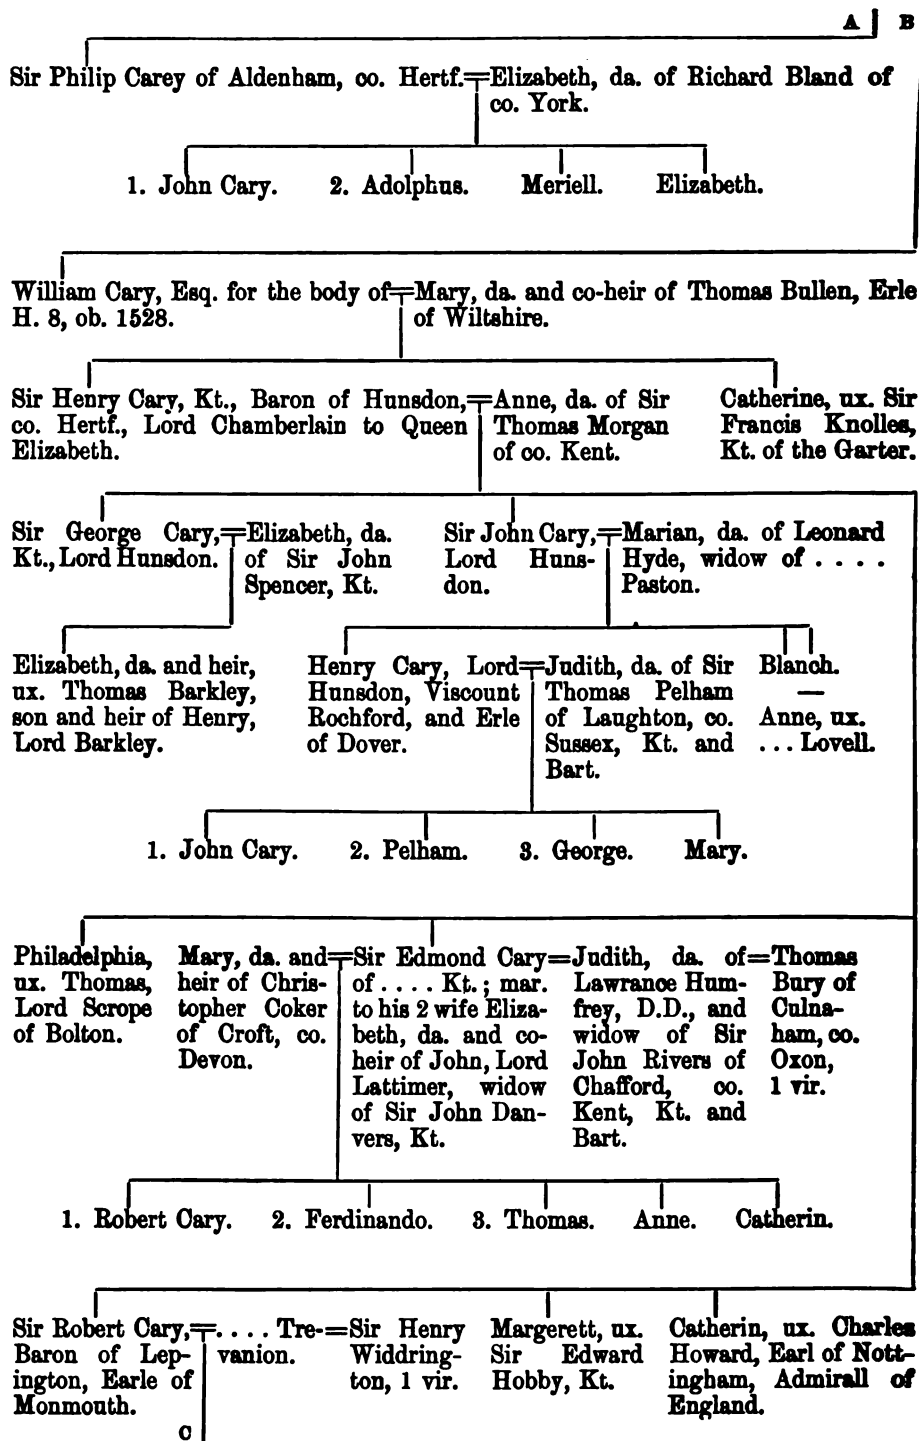 A B
Sir Philip Carey of Aldenham, co. Hertf.=Elizabeth, da. of Richard Bland of
co. York.
1. John Cary. 2. Adolphus. Meriell. Elizabeth.
William Cary, Esq. for the body of=Mary, da. and co-heir of Thomas Bullen, Erle
H. 8, ob. 1528. of Wiltshire.
Sir Henry Cary, Kt., Baron of Hunsdon,=
co. Hertf., Lord Chamberlain to Queen
Elizabeth.
Anne, da. of Sir
Thomas Morgan
of co. Kent.
Catherine, ux. Sir
Francis Knolles,
Kt. of the Garter.
Sir George Cary,=
Kt., Lord Hunsdon.
Elizabeth, da.
of Sir John
Spencer, Kt.
Sir John Cary,=
Lord Huns-
don.
Marian, da. of Leonard
Hyde, widow of . . . .
Paston.
Elizabeth, da. and heir,
ux. Thomas Barkley,
son and heir of Henry,
Lord Barkley.
Henry Cary, Lord=
Hunsdon, Viscount
Rochford, and Erle
of Dover.
Judith, da. of Sir
Thomas Pelham
of Laughton, co.
Sussex, Kt. and
Bart.
Blanch.
—
Anne, ux.
. . . Lovell.
1. John Cary. 2. Pelham. 3. George. Mary.
Philadelphia,
ux. Thomas,
Lord Scrope
of Bolton.
Mary, da. and=
heir of Chris-
topher Coker
of Croft, co.
Devon.
Sir Edmond Cary=
of . . . . Kt.; mar.
to his 2 wife Eliza-
beth, da. and co-
heir of John, Lord
Lattimer, widow
of Sir John Dan-
vers, Kt.
Judith, da. of=
Lawrance Hum-
frey, D.D., and
widow of Sir
John Rivers of
Chafford, co.
Kent, Kt. and
Bart.
Thomas
Bury of
Culna-
ham, co.
Oxon,
1 vir.
1. Robert Cary. 2. Ferdinando. 3. Thomas. Anne. Catherin.
Sir Robert Cary,=
Baron of Lep-
ington, Earle of
Monmouth.
. . . . Tre-=
vanion.
Sir Henry
Widdring-
ton, 1 vir.
Margerett, ux.
Sir Edward
Hobby, Kt.
Catherin, ux. Charles
Howard, Earl of Nott-
ingham, Admirall of
England.
C